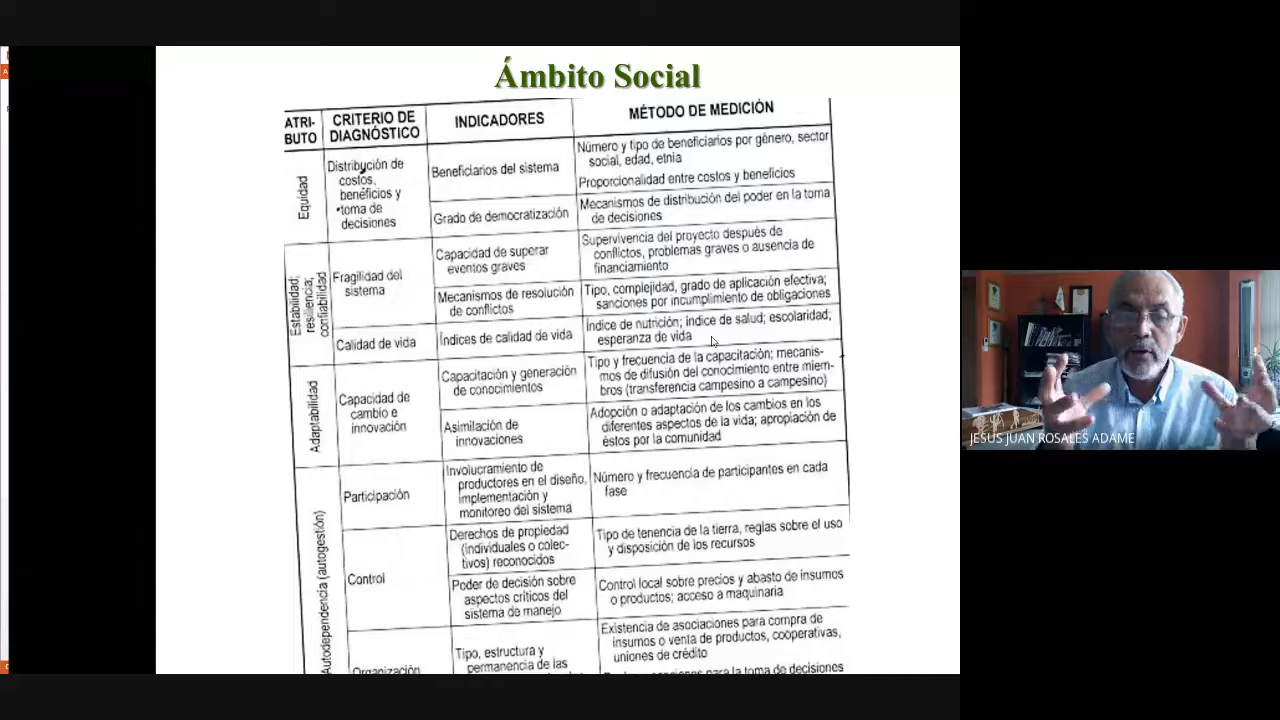 Ámbito Social
ATRI-
BUTO
CRITERIO DE
DIAGNÓSTICO
INDICADORES
MÉTODO DE MEDICIÓN
Equidad
Distribución de
costos,
beneficios y
toma de
decisiones
Beneficiarios del sistema
Número y tipo de beneficiarios por género, sector
social, edad, etnia
Proporcionalidad entre costos y beneficios
Grado de democratización
Mecanismos de distribución del poder en la toma
de decisiones
Estabilidad;
resiliencia;
confiabilidad
Fragilidad del
sistema
Capacidad de superar
eventos graves
Supervivencia del proyecto después de
conflictos, problemas graves o ausencia de
financiamiento
Mecanismos de resolución
de conflictos
Tipo, complejidad, grado de aplicación efectiva;
sanciones por incumplimiento de obligaciones
Calidad de vida
Índices de calidad de vida
Índice de nutrición; índice de salud; escolaridad;
esperanza de vida
Adaptabilidad
Capacidad de
cambio e
innovación
Capacitación y generación
de conocimientos
Tipo y frecuencia de la capacitación; mecanis-
mos de difusión del conocimiento entre miem-
bros (transferencia campesino a campesino)
Asimilación de
innovaciones
Adopción o adaptación de los cambios en los
diferentes aspectos de la vida; apropiación de
éstos por la comunidad
Autodependencia (autogestión)
Participación
Involucramiento de
productores en el diseño,
implementación y
monitoreo del sistema
Número y frecuencia de participantes en cada
fase
Control
Derechos de propiedad
(individuales o colec-
tivos) reconocidos
Tipo de tenencia de la tierra, reglas sobre el uso
y disposición de los recursos
Poder de decisión sobre
aspectos críticos del
sistema de manejo
Control local sobre precios y abasto de insumos
o productos; acceso a maquinaria
Organización
Tipo, estructura y
permanencia de las
Existencia de asociaciones para compra de
insumos o venta de productos, cooperativas,
uniones de crédito
para la toma de decisiones
JESUS JUAN ROSALES ADAME